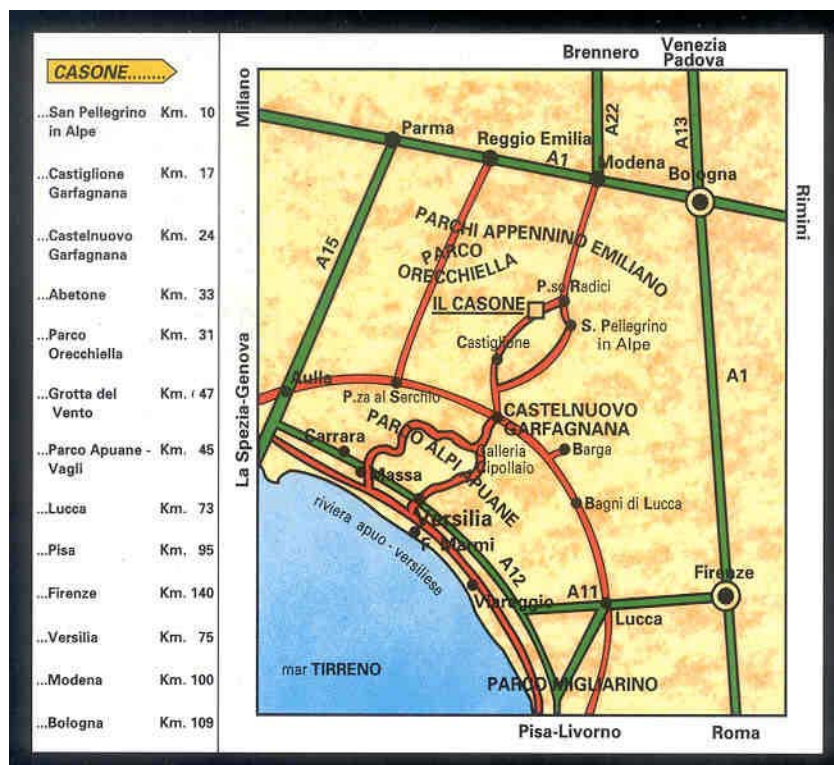 CASONE........
...San Pellegrino Km. 10
in Alpe
...Castiglione Km. 17
Garfagnana
...Castelnuovo Km. 24
Garfagnana
...Abetone Km. 33
...Parco Km. 31
Orecchiella
...Grotta del Km. 47
Vento
...Parco Apuane - Km. 45
Vagli
...Lucca Km. 73
...Pisa Km. 95
...Firenze Km. 140
...Versilia Km. 75
...Modena Km. 100
...Bologna Km. 109
Brennero
Venezia
Padova
Milano
Parma
Reggio Emilia
A1
A22
Modena
A13
Bologna
Rimini
A15
PARCHI APPENNINO EMILIANO
PARCO
ORECCHIELLA
P.so Radici
IL CASONE
S. Pellegrino
in Alpe
Castiglione
A1
La Spezia-Genova
Aulla
P.za al Serchio
CASTELNUOVO
GARFAGNANA
PARCO ALPI APUANE
Galleria
Cipollaio
Barga
Carrara
Massa
Bagni di Lucca
Versilia
F. Marmi
riviera apuo - versiliese
A12
Viareggio
A11
Firenze
Lucca
mar TIRRENO
PARCO MIGLIARINO
Pisa-Livorno
Roma